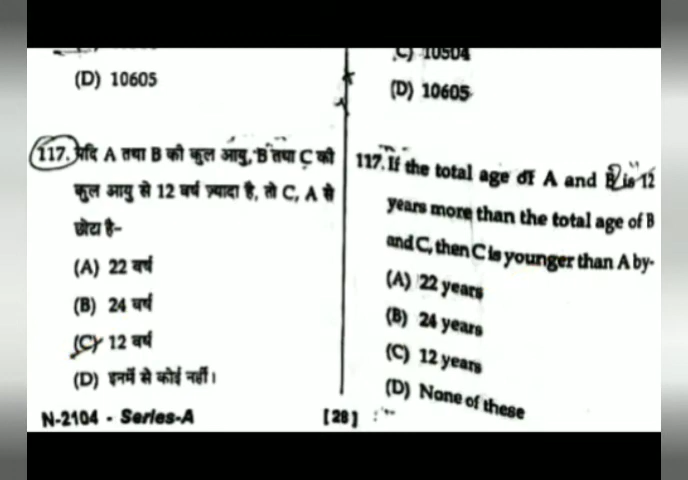 (D) 10605
117. यदि A तथा B की कुल आयु, B तथा C की
कुल आयु से 12 वर्ष ज़्यादा है, तो C, A से
छोटा है-
(A) 22 वर्ष
(B) 24 वर्ष
(C) 12 वर्ष
(D) इनमें से कोई नहीं।
N-2104 - Series-A
[28]
C) 10504
(D) 10605
117. If the total age of A and B is 12
years more than the total age of B
and C, then C is younger than A by-
(A) 22 years
(B) 24 years
(C) 12 years
(D) None of these